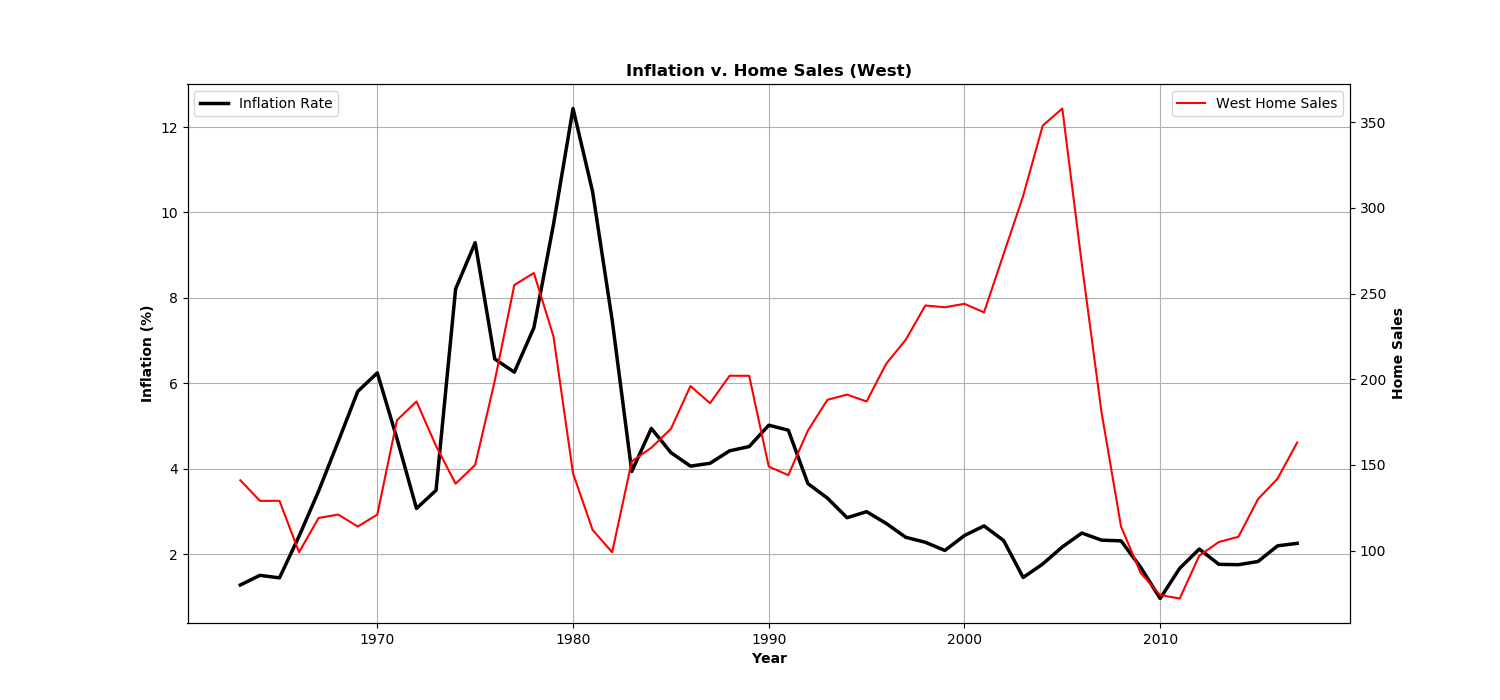 Inflation v. Home Sales (West)
Inflation Rate
West Home Sales
12
10
8
6
4
2
350
300
250
200
150
100
Inflation (%)
Home Sales
1970
1980
1990
2000
2010
Year